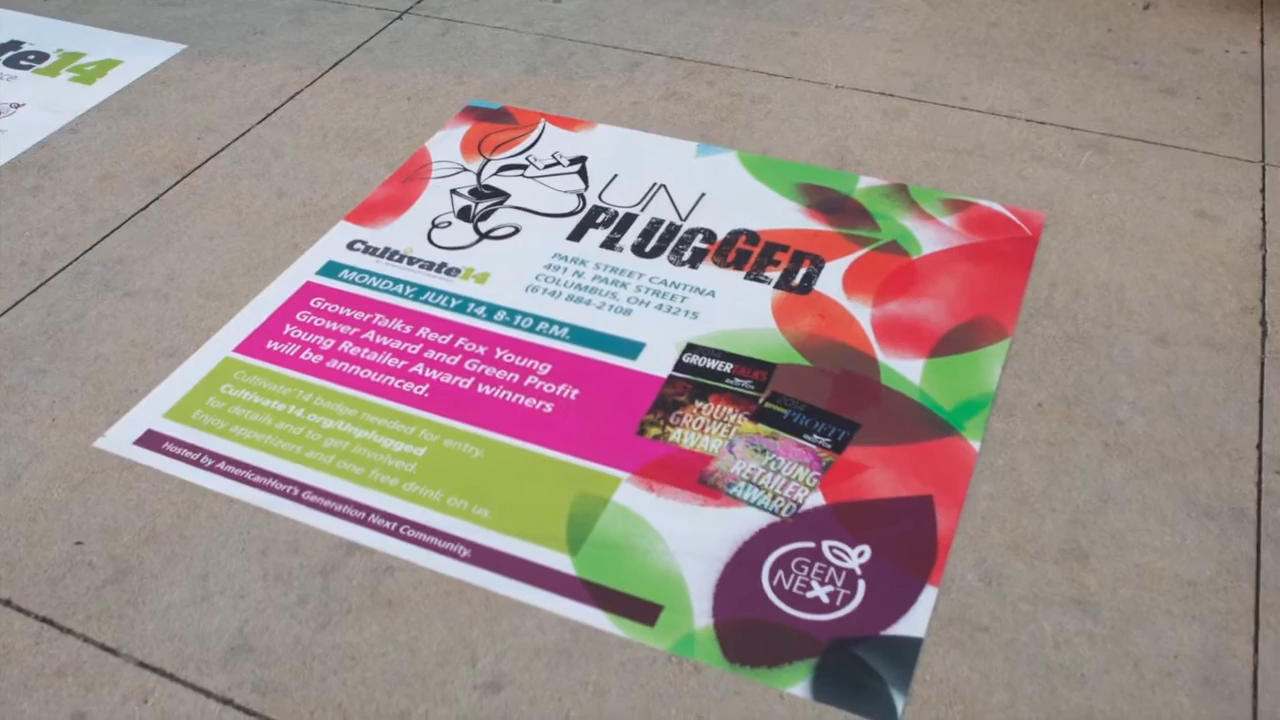 te'14
UN
PLUGGED
Cultivate'14
PARK STREET CANTINA
491 N. PARK STREET
COLUMBUS, OH 43215
(614) 884-2108
MONDAY, JULY 14, 8-10 P.M.
GrowerTalks Red Fox Young
Grower Award and Green Profit
Young Retailer Award winners
will be announced.
GROWERTALKS
YOUNG
GROWER
AWARD
2014
green PROFIT
YOUNG
RETAILER
AWARD
Cultivate'14 badge needed for entry.
Cultivate14.org/Unplugged
for details and to get involved.
Enjoy appetizers and one free drink on us.
Hosted by AmericanHort's Generation Next Community.
GEN
NEXT